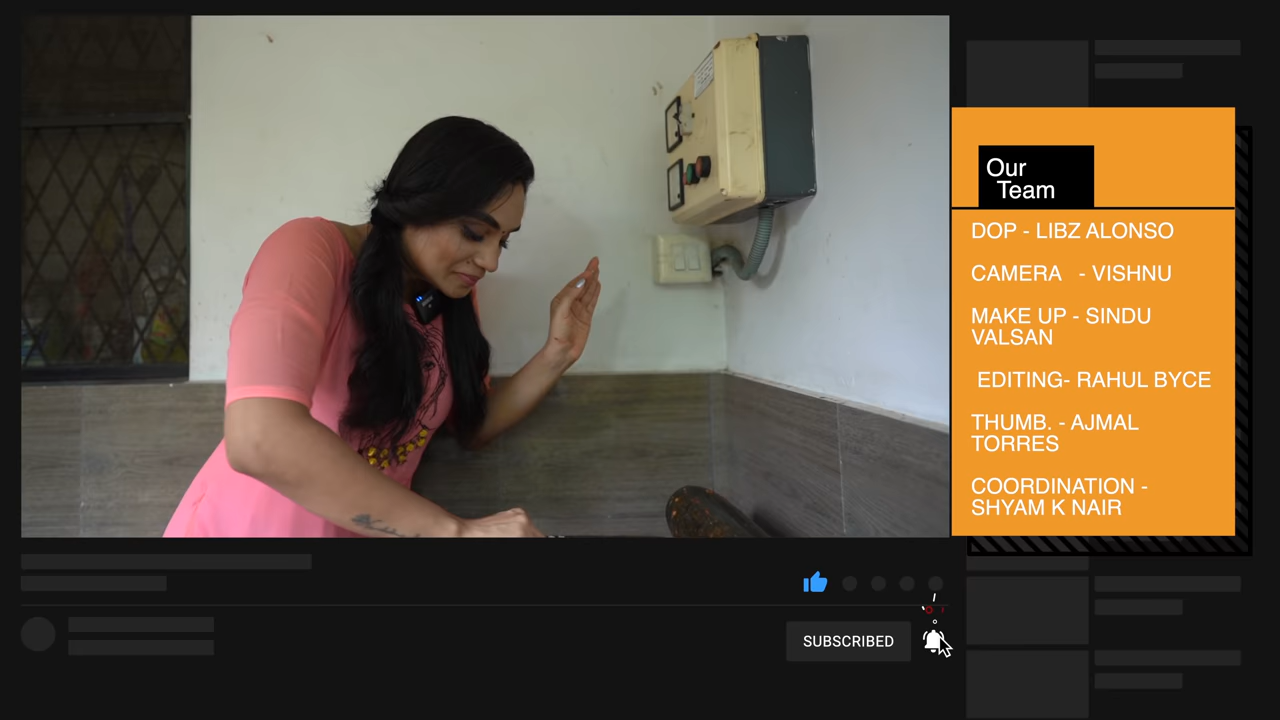 Our
Team
DOP - LIBZ ALONSO
CAMERA - VISHNU
MAKE UP - SINDU
VALSAN
EDITING- RAHUL BYCE
THUMB. - AJMAL
TORRES
COORDINATION -
SHYAM K NAIR
SUBSCRIBED